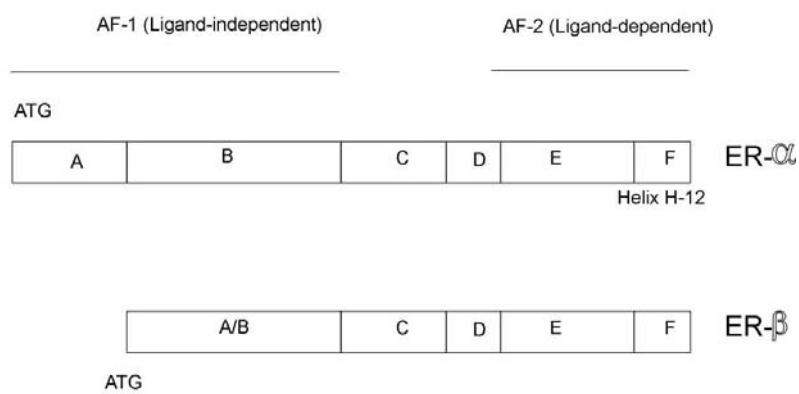 AF-1 (Ligand-independent) AF-2 (Ligand-dependent)
ATG
A B C D E F ER-α
Helix H-12
A/B C D E F ER-β
ATG